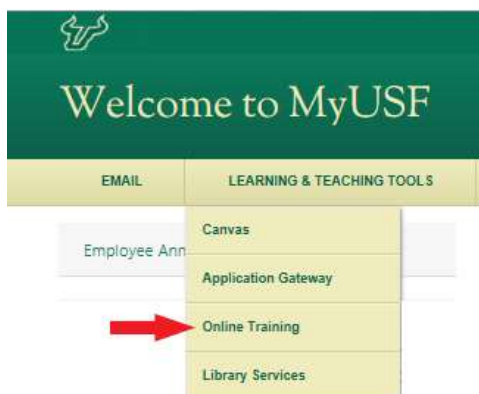 Welcome to MyUSF
EMAIL LEARNING & TEACHING TOOLS
Canvas
Employee Ann
Application Gateway
Online Training
Library Services